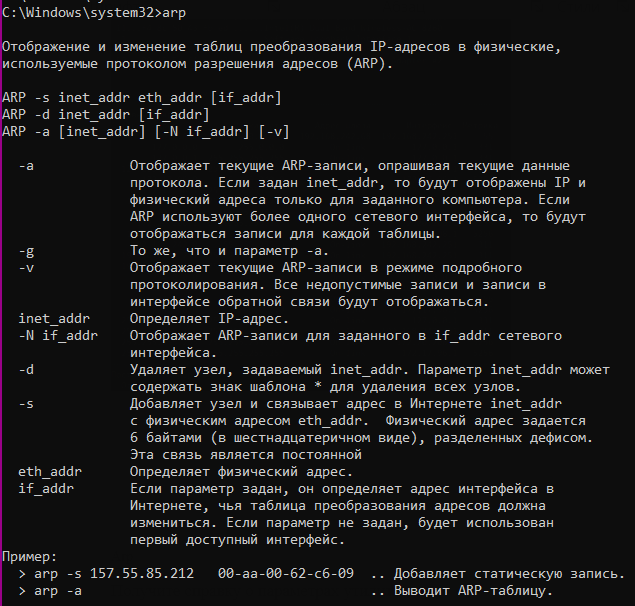 C:\Windows\system32>arp
Отображение и изменение таблиц преобразования IP-адресов в физические,
используемые протоколом разрешения адресов (ARP).
ARP -s inet_addr eth_addr [if_addr]
ARP -d inet_addr [if_addr]
ARP -a [inet_addr] [-N if_addr] [-v]
-a Отображает текущие ARP-записи, опрашивая текущие данные
протокола. Если задан inet_addr, то будут отображены IP и
физический адреса только для заданного компьютера. Если
ARP используют более одного сетевого интерфейса, то будут
отображаться записи для каждой таблицы.
-g То же, что и параметр -a.
-v Отображает текущие ARP-записи в режиме подробного
протоколирования. Все недопустимые записи и записи в
интерфейсе обратной связи будут отображаться.
inet_addr Определяет IP-адрес.
-N if_addr Отображает ARP-записи для заданного в if_addr сетевого
интерфейса.
-d Удаляет узел, задаваемый inet_addr. Параметр inet_addr может
содержать знак шаблона * для удаления всех узлов.
-s Добавляет узел и связывает адрес в Интернете inet_addr
с физическим адресом eth_addr.  Физический адрес задается
6 байтами (в шестнадцатеричном виде), разделенных дефисом.
Эта связь является постоянной
eth_addr Определяет физический адрес.
if_addr Если параметр задан, он определяет адрес интерфейса в
Интернете, чья таблица преобразования адресов должна
измениться. Если параметр не задан, будет использован
первый доступный интерфейс.
Пример:
> arp -s 157.55.85.212   00-aa-00-62-c6-09  .. Добавляет статическую запись.
> arp -a                                    .. Выводит ARP-таблицу.